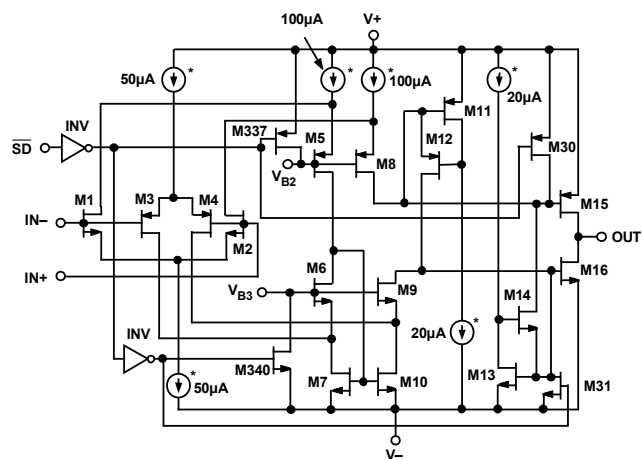 V+
100µA
50µA
*
*
*
100µA
*
20µA
M11
M12
INV
SD
M337
M5
M8
M30
VB2
M15
M1
M3
M4
IN–
M2
OUT
IN+
M6
M16
VB3
M9
M14
*
20µA
INV
*
50µA
M340
M7
M10
M13
M31
V–